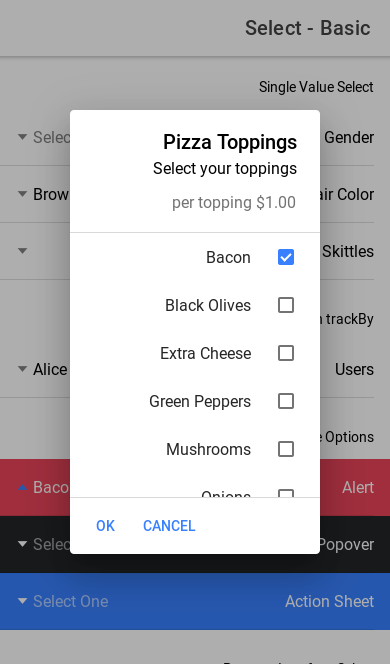 Select - Basic
Single Value Select
Gender
Selec
air Color
Brow
Skittles
trackBy
Users
Alice
Options
Alert
Baco
Popover
Selec
Action Sheet
Select One
Pizza Toppings
Select your toppings
per topping $1.00
Bacon
Black Olives
Extra Cheese
Green Peppers
Mushrooms
Onions
OK CANCEL